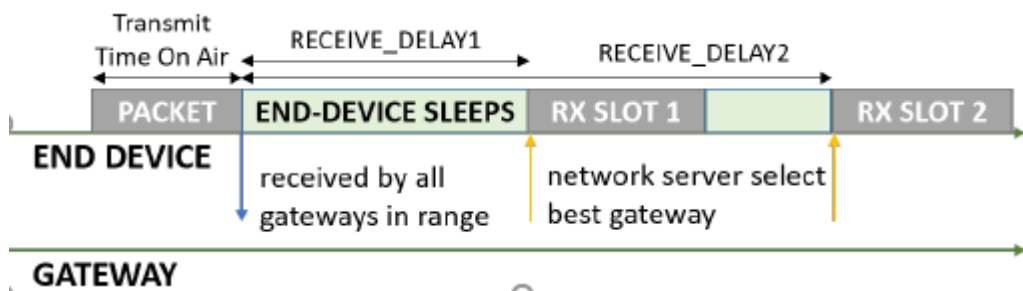 Transmit
Time On Air
RECEIVE_DELAY1
RECEIVE_DELAY2
PACKET
END-DEVICE SLEEPS
RX SLOT 1
RX SLOT 2
END DEVICE
received by all
gateways in range
network server select
best gateway
GATEWAY